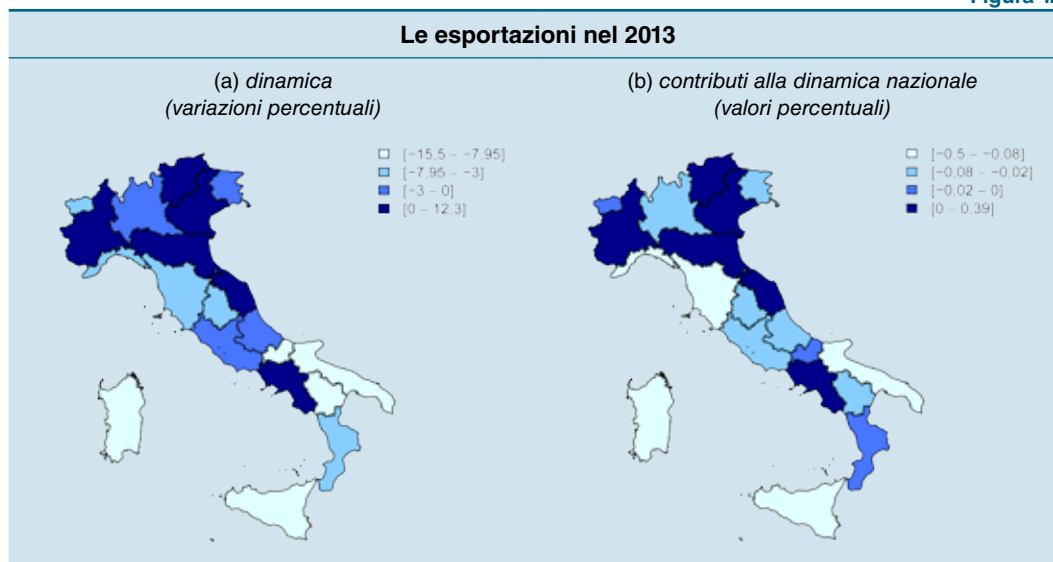 Figura
Le esportazioni nel 2013
(a) dinamica
(variazioni percentuali)
[−15,5 – −7,95]
[−7,95 – −3]
[−3 – 0]
[0 – 12,3]
(b) contributi alla dinamica nazionale
(valori percentuali)
[−0,5 – −0,08]
[−0,08 – −0,02]
[−0,02 – 0]
[0 – 0,39]